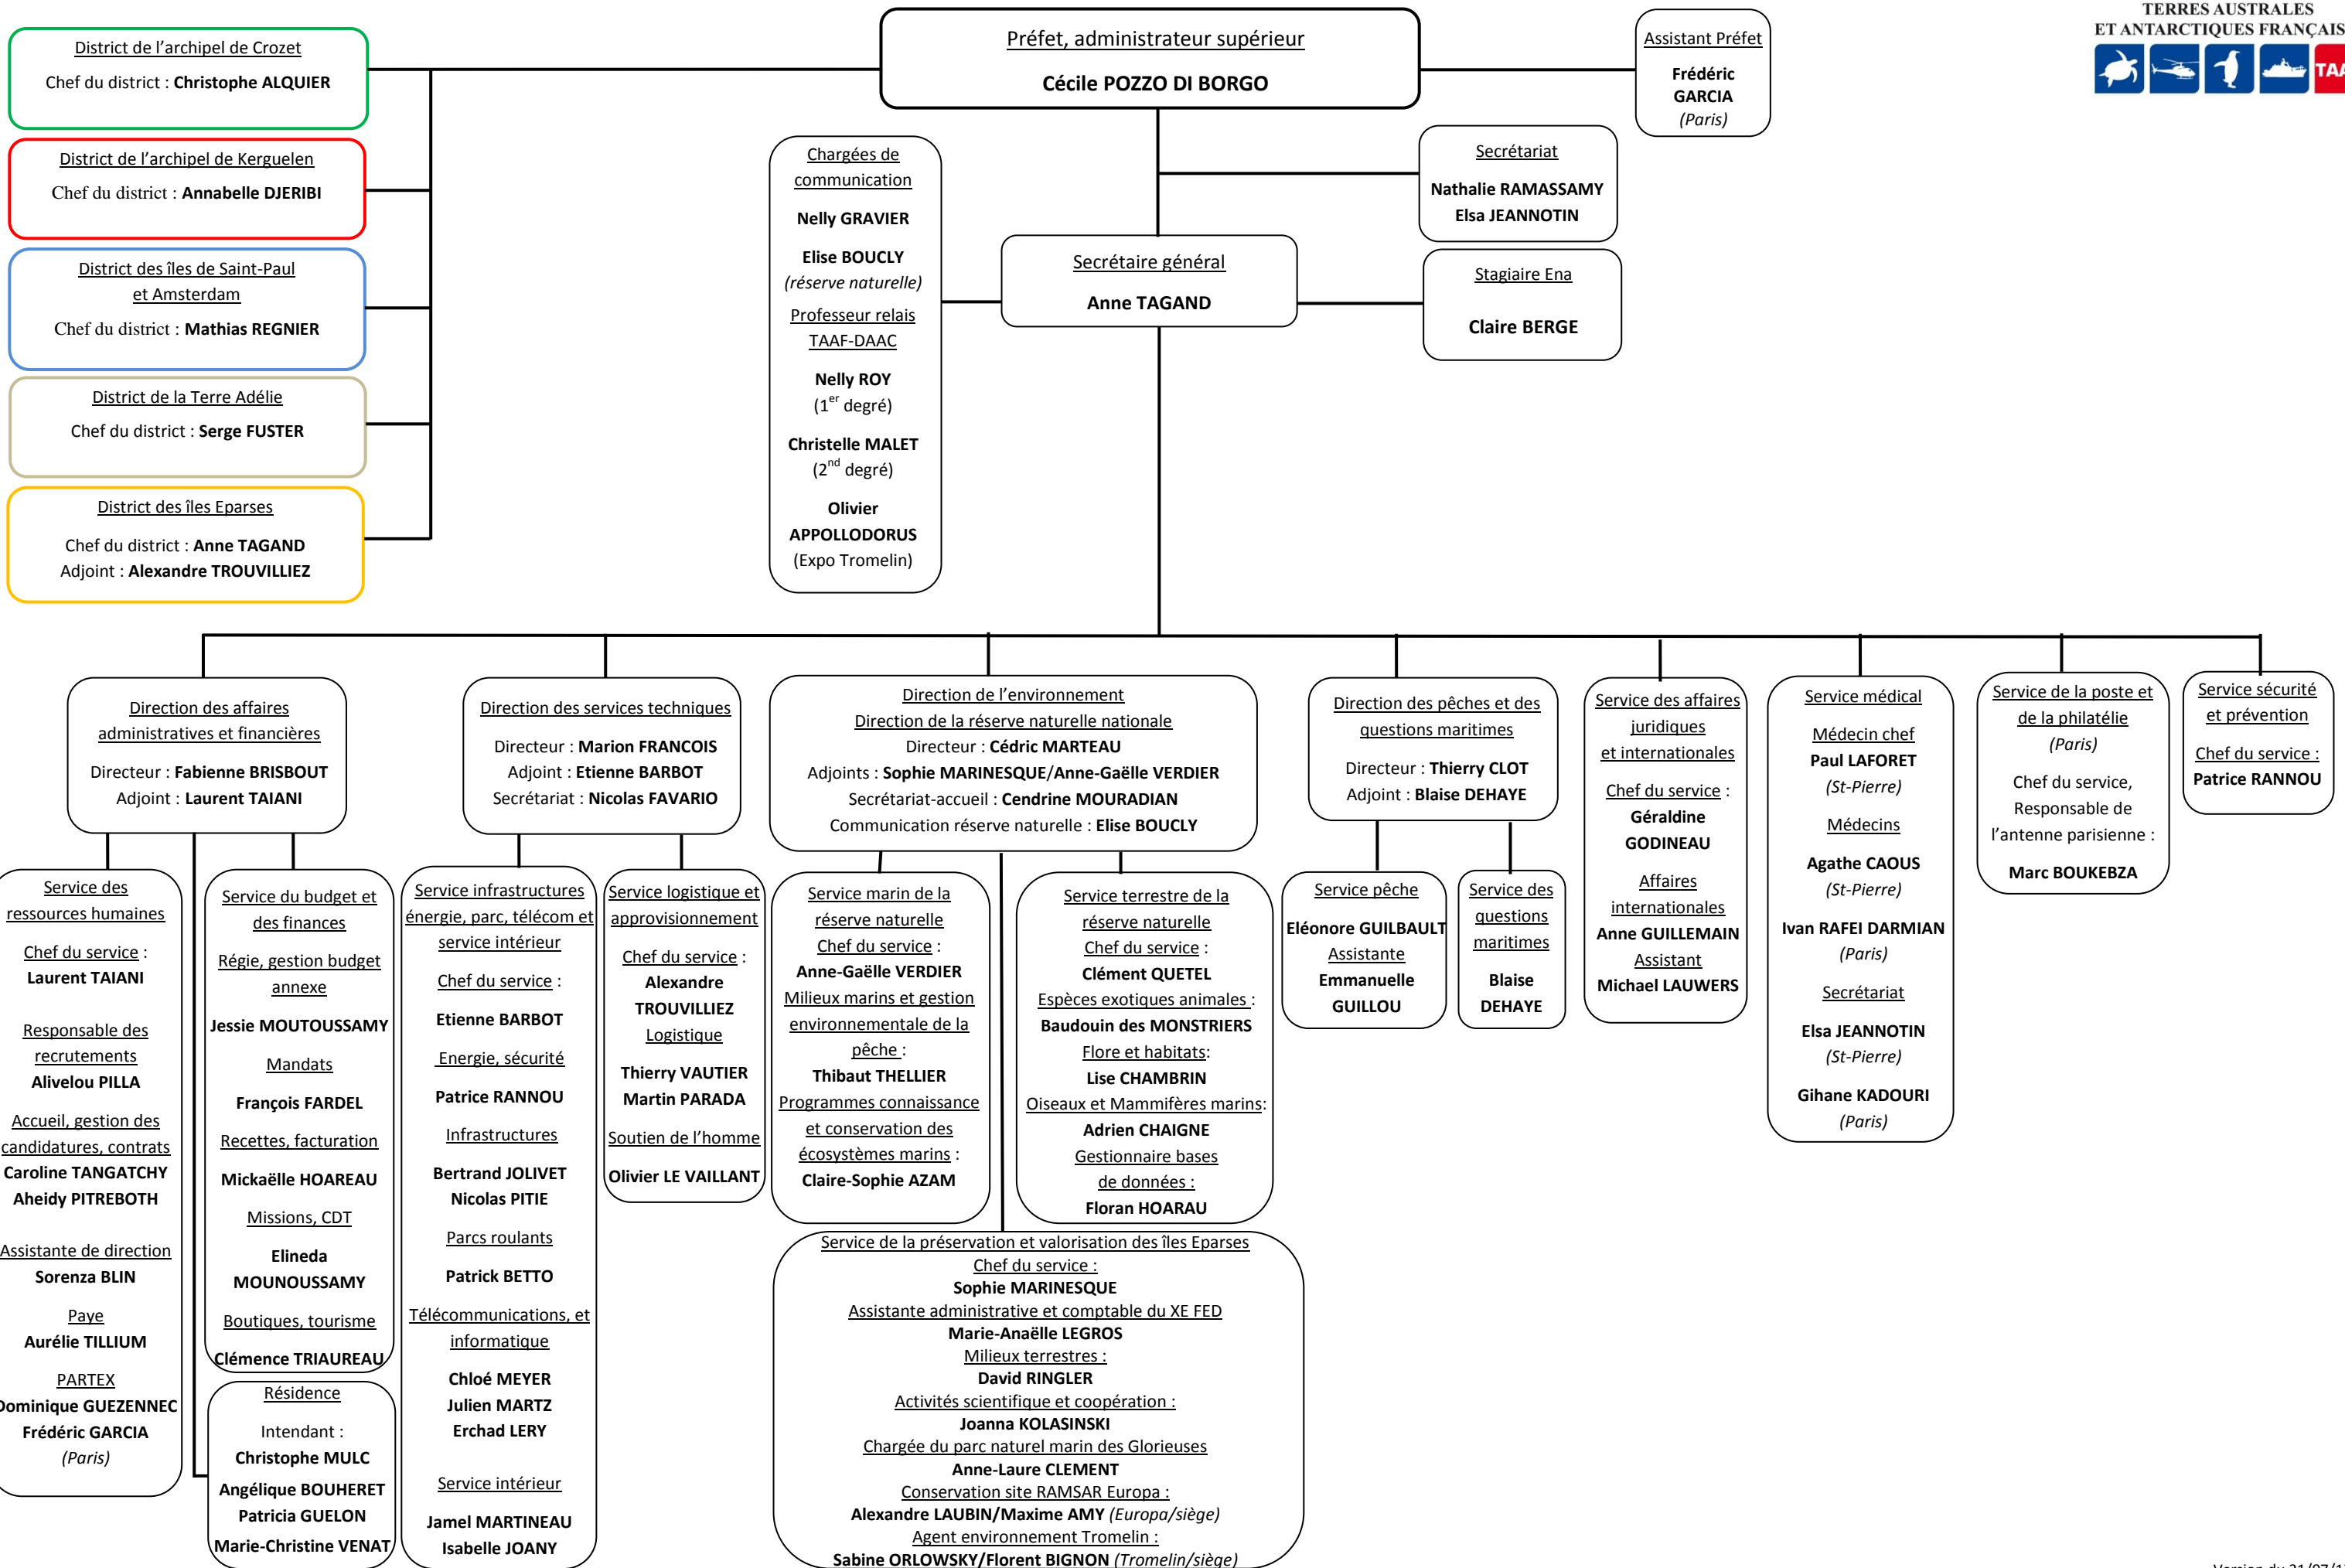 TERRES AUSTRALES
ET ANTARCTIQUES FRANÇAIS
TAA
Préfet, administrateur supérieur
Cécile POZZO DI BORGO
Assistant Préfet
Frédéric
GARCIA
(Paris)
District de l'archipel de Crozet
Chef du district : Christophe ALQUIER
District de l'archipel de Kerguelen
Chef du district : Annabelle DJERIBI
District des îles de Saint-Paul
et Amsterdam
Chef du district : Mathias REGNIER
District de la Terre Adélie
Chef du district : Serge FUSTER
District des îles Eparses
Chef du district : Anne TAGAND
Adjoint : Alexandre TROUVILLIEZ
Chargées de
communication
Nelly GRAVIER
Elise BOUCLY
(réserve naturelle)
Professeur relais
TAAF-DAAC
Nelly ROY
(1er degré)
Christelle MALET
(2nd degré)
Olivier
APPOLLODORUS
(Expo Tromelin)
Secrétariat
Nathalie RAMASSAMY
Elsa JEANNOTIN
Secrétaire général
Anne TAGAND
Stagiaire Ena
Claire BERGE
Direction des affaires
administratives et financières
Directeur : Fabienne BRISBOUT
Adjoint : Laurent TAIANI
Service des
ressources humaines
Chef du service :
Laurent TAIANI
Responsable des
recrutements
Alivelou PILLA
Accueil, gestion des
candidatures, contrats
Caroline TANGATCHY
Aheidy PITREBOTH
Assistante de direction
Sorenza BLIN
Paye
Aurélie TILLIUM
PARTEX
Dominique GUEZENNEC
Frédéric GARCIA
(Paris)
Service du budget et
des finances
Régie, gestion budget
annexe
Jessie MOUTOUSSAMY
Mandats
François FARDEL
Recettes, facturation
Mickaëlle HOAREAU
Missions, CDT
Elineda
MOUNOUSSAMY
Boutiques, tourisme
Clémence TRIAUREAU
Résidence
Intendant :
Christophe MULC
Angélique BOUHERET
Patricia GUELON
Marie-Christine VENAT
Direction des services techniques
Directeur : Marion FRANCOIS
Adjoint : Etienne BARBOT
Secrétariat : Nicolas FAVARIO
Service infrastructures
énergie, parc, télécom et
service intérieur
Chef du service :
Etienne BARBOT
Energie, sécurité
Patrice RANNOU
Infrastructures
Bertrand JOLIVET
Nicolas PITIE
Parcs roulants
Patrick BETTO
Télécommunications, et
informatique
Chloé MEYER
Julien MARTZ
Erchad LERY
Service intérieur
Jamel MARTINEAU
Isabelle JOANY
Service logistique et
approvisionnement
Chef du service :
Alexandre
TROUVILLIEZ
Logistique
Thierry VAUTIER
Martin PARADA
Soutien de l'homme
Olivier LE VAILLANT
Direction de l'environnement
Direction de la réserve naturelle nationale
Directeur : Cédric MARTEAU
Adjoints : Sophie MARINESQUE/Anne-Gaëlle VERDIER
Secrétariat-accueil : Cendrine MOURADIAN
Communication réserve naturelle : Elise BOUCLY
Service marin de la
réserve naturelle
Chef du service :
Anne-Gaëlle VERDIER
Milieux marins et gestion
environnementale de la
pêche :
Thibaut THELLIER
Programmes connaissance
et conservation des
écosystèmes marins :
Claire-Sophie AZAM
Service terrestre de la
réserve naturelle
Chef du service :
Clément QUETEL
Espèces exotiques animales :
Baudouin des MONSTRIERS
Flore et habitats:
Lise CHAMBRIN
Oiseaux et Mammifères marins:
Adrien CHAIGNE
Gestionnaire bases
de données :
Floran HOARAU
Service de la préservation et valorisation des îles Eparses
Chef du service :
Sophie MARINESQUE
Assistante administrative et comptable du XE FED
Marie-Anaëlle LEGROS
Milieux terrestres :
David RINGLER
Activités scientifique et coopération :
Joanna KOLASINSKI
Chargée du parc naturel marin des Glorieuses
Anne-Laure CLEMENT
Conservation site RAMSAR Europa :
Alexandre LAUBIN/Maxime AMY (Europa/siège)
Agent environnement Tromelin :
Sabine ORLOWSKY/Florent BIGNON (Tromelin/siège)
Direction des pêches et des
questions maritimes
Directeur : Thierry CLOT
Adjoint : Blaise DEHAYE
Service pêche
Eléonore GUILBAULT
Assistante
Emmanuelle
GUILLOU
Service des
questions
maritimes
Blaise
DEHAYE
Service des affaires
juridiques
et internationales
Chef du service :
Géraldine
GODINEAU
Affaires
internationales
Anne GUILLEMAIN
Assistant
Michael LAUWERS
Service médical
Médecin chef
Paul LAFORET
(St-Pierre)
Médecins
Agathe CAOUS
(St-Pierre)
Ivan RAFEI DARMIAN
(Paris)
Secrétariat
Elsa JEANNOTIN
(St-Pierre)
Gihane KADOURI
(Paris)
Service de la poste et
de la philatélie
(Paris)
Chef du service,
Responsable de
l'antenne parisienne :
Marc BOUKEBZA
Service sécurité
et prévention
Chef du service :
Patrice RANNOU
Version du 21/07/1